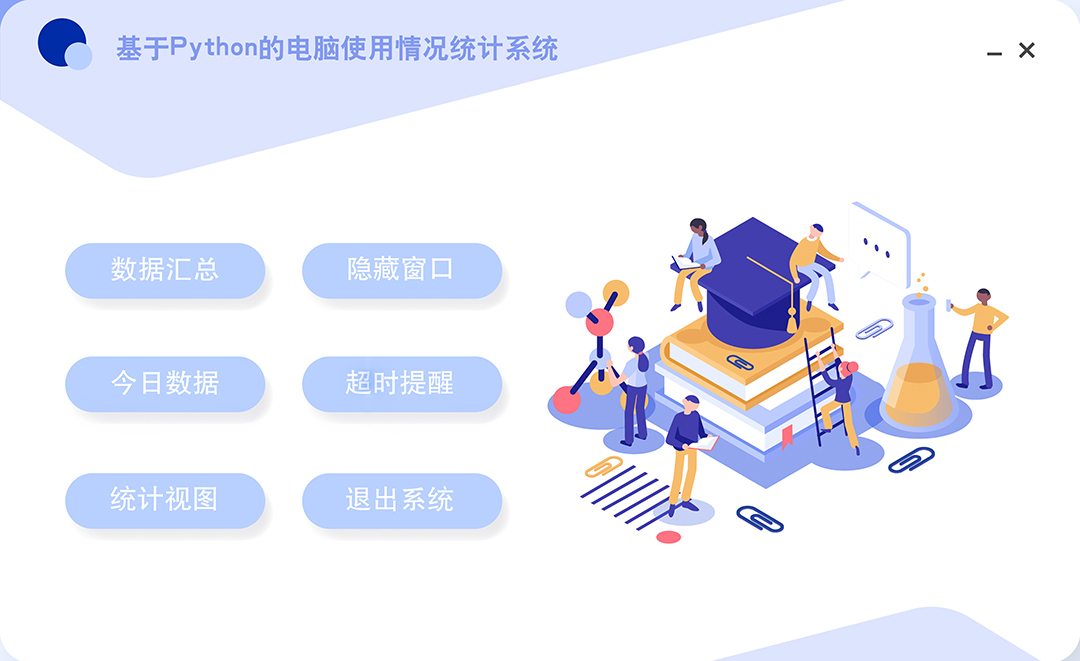 基于Python的电脑使用情况统计系统
数据汇总
隐藏窗口
今日数据
超时提醒
统计视图
退出系统